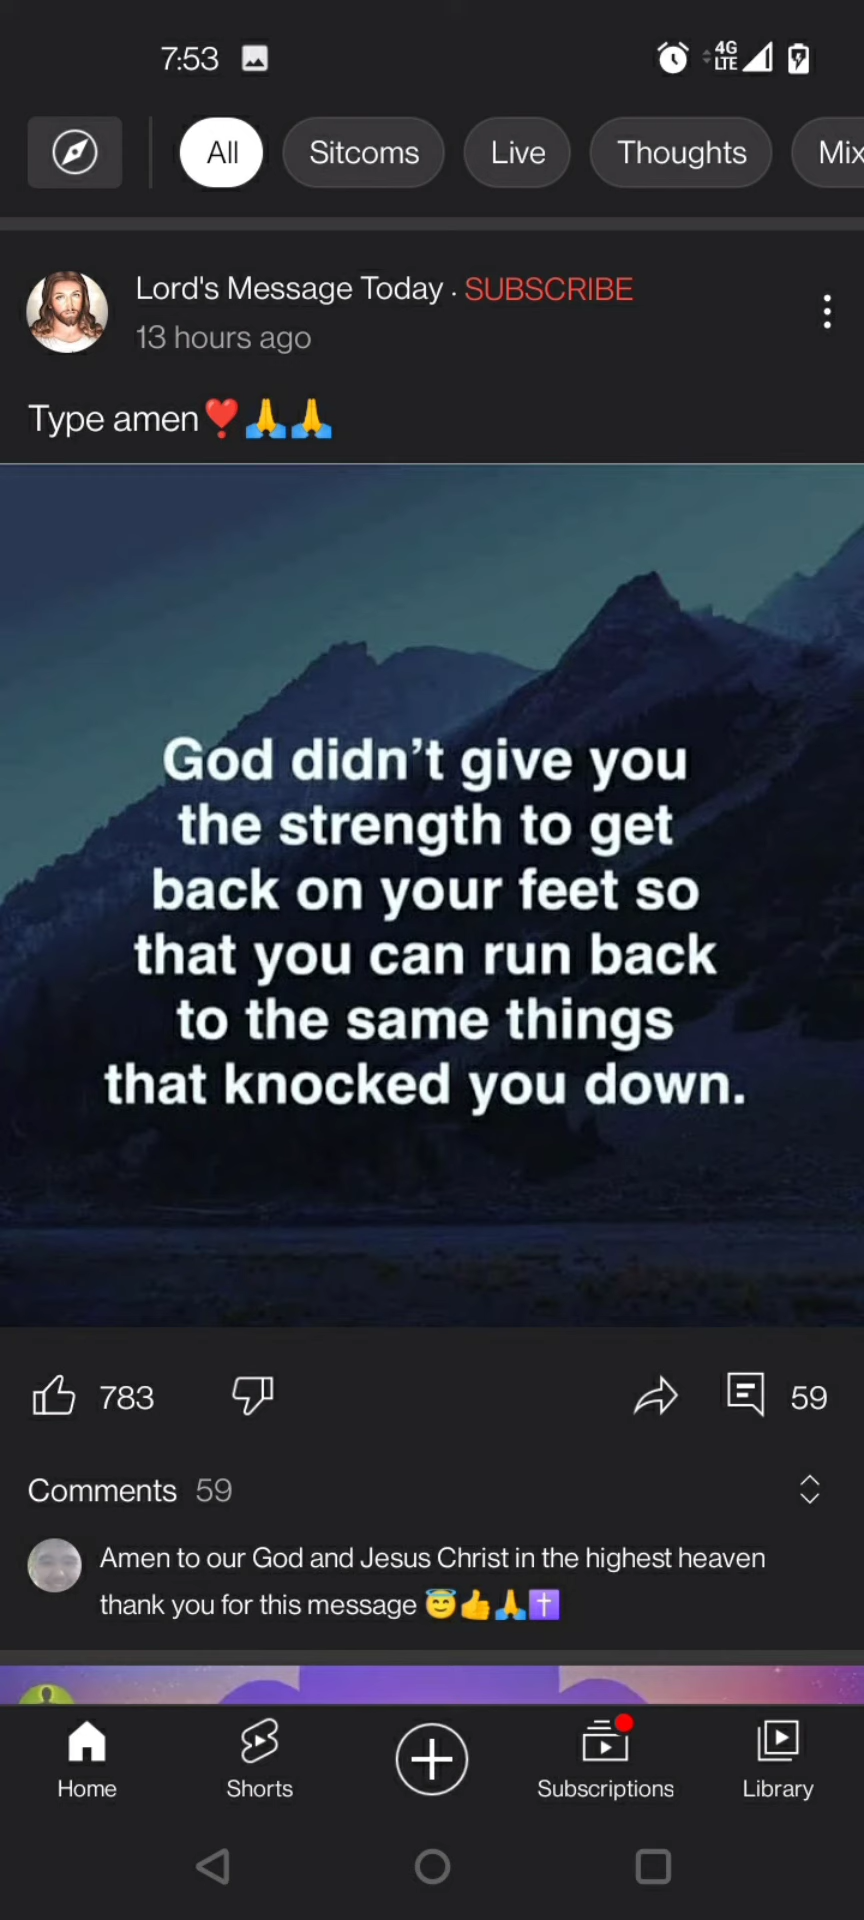 7:53
4G
LTE
All Sitcoms Live Thoughts Mix
Lord's Message Today · SUBSCRIBE
13 hours ago
Type amen❣️🙏🙏
God didn't give you
the strength to get
back on your feet so
that you can run back
to the same things
that knocked you down.
783 59
Comments 59
Amen to our God and Jesus Christ in the highest heaven
thank you for this message 😇👍🙏✝️
Home Shorts Subscriptions Library